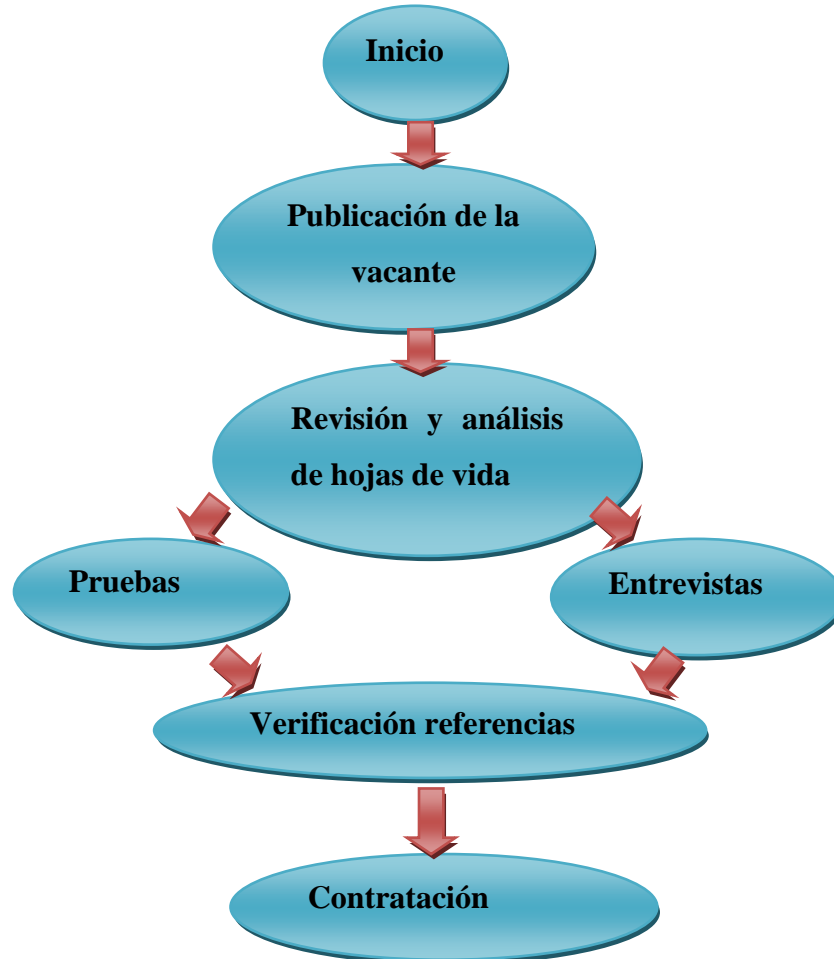 Inicio
Publicación de la
vacante
Revisión y análisis
de hojas de vida
Pruebas
Entrevistas
Verificación referencias
Contratación